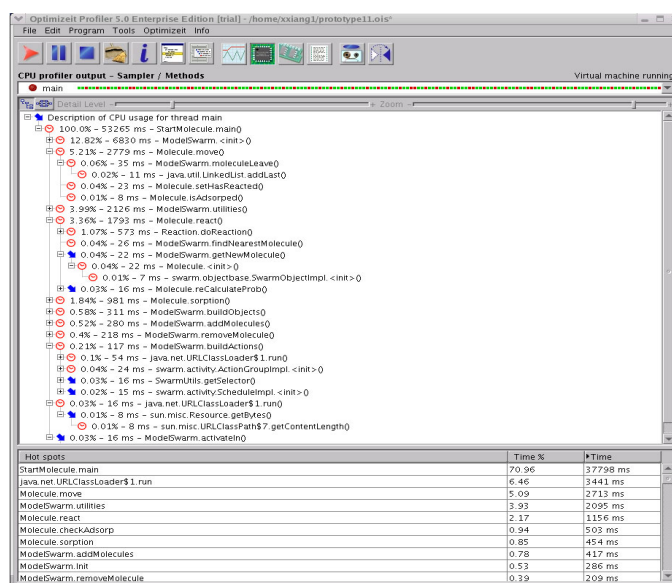 Optimizeit Profiler 5.0 Enterprise Edition [trial] - /home/xxiang1/prototype11.ois*
File Edit Program Tools Optimizeit Info
CPU profiler output - Sampler / Methods Virtual machine running
main
Detail Level - + Zoom - +
Description of CPU usage for thread main
100.0% - 53265 ms - StartMolecule.main()
12.82% - 6830 ms - ModelSwarm.<init>()
5.21% - 2779 ms - Molecule.move()
0.06% - 35 ms - ModelSwarm.moleculeLeave()
0.02% - 11 ms - java.util.LinkedList.addLast()
0.04% - 23 ms - Molecule.setHasReacted()
0.01% - 8 ms - Molecule.isAdsorped()
3.99% - 2126 ms - ModelSwarm.utilities()
3.36% - 1793 ms - Molecule.react()
1.07% - 573 ms - Reaction.doReaction()
0.04% - 26 ms - ModelSwarm.findNearestMolecule()
0.04% - 22 ms - ModelSwarm.getNewMolecule()
0.04% - 22 ms - Molecule.<init>()
0.01% - 7 ms - swarm.objectbase.SwarmObjectImpl.<init>()
0.03% - 16 ms - Molecule.reCalculateProb()
1.84% - 981 ms - Molecule.sorption()
0.58% - 311 ms - ModelSwarm.buildObjects()
0.52% - 280 ms - ModelSwarm.addMolecules()
0.4% - 218 ms - ModelSwarm.removeMolecule()
0.21% - 117 ms - ModelSwarm.buildActions()
0.1% - 54 ms - java.net.URLClassLoader$1.run()
0.04% - 24 ms - swarm.activity.ActionGroupImpl.<init>()
0.03% - 16 ms - SwarmUtils.getSelector()
0.02% - 15 ms - swarm.activity.ScheduleImpl.<init>()
0.03% - 16 ms - java.net.URLClassLoader$1.run()
0.01% - 8 ms - sun.misc.Resource.getBytes()
0.01% - 8 ms - sun.misc.URLClassPath$7.getContentLength()
0.03% - 16 ms - ModelSwarm.activateIn()
Hot spots Time % Time
StartMolecule.main 70.96 37798 ms
java.net.URLClassLoader$1.run 6.46 3441 ms
Molecule.move 5.09 2713 ms
ModelSwarm.utilities 3.93 2095 ms
Molecule.react 2.17 1156 ms
Molecule.checkAdsorp 0.94 503 ms
Molecule.sorption 0.85 454 ms
ModelSwarm.addMolecules 0.78 417 ms
ModelSwarm.Init 0.53 286 ms
ModelSwarm.removeMolecule 0.39 209 ms